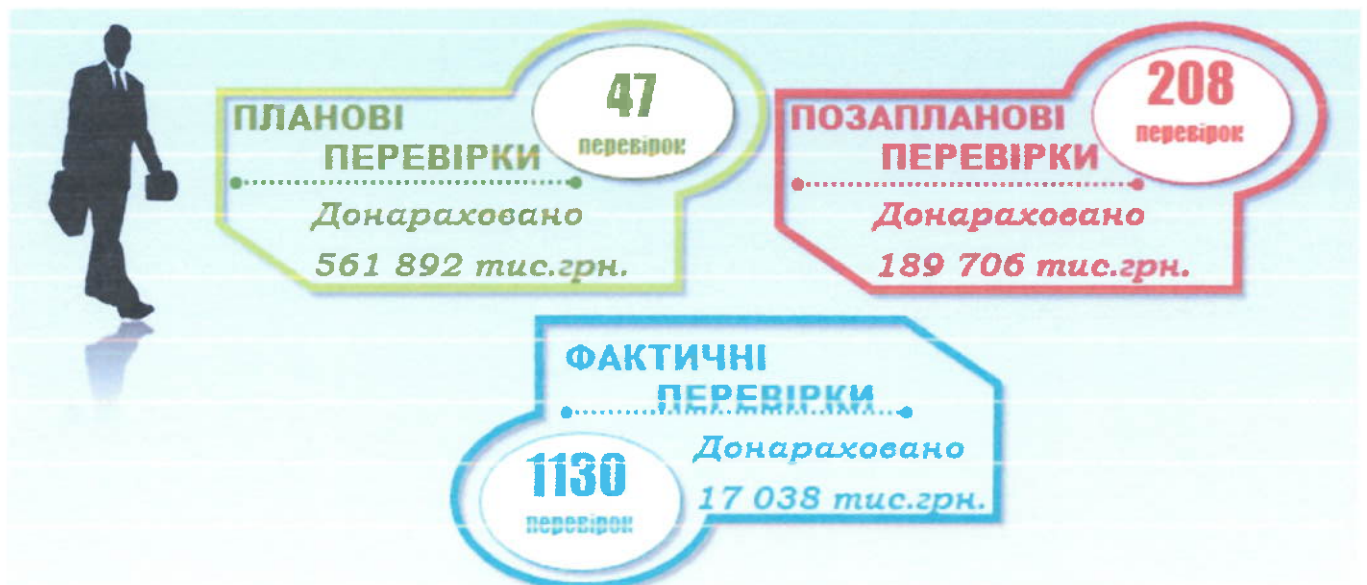 47
перевірок
ПЛАНОВІ
ПЕРЕВІРКИ
Донараховано
561 892 тис.грн.
208
перевірок
ПОЗАПЛАНОВІ
ПЕРЕВІРКИ
Донараховано
189 706 тис.грн.
ФАКТИЧНІ
ПЕРЕВІРКИ
Донараховано
17 038 тис.грн.
1130
перевірок